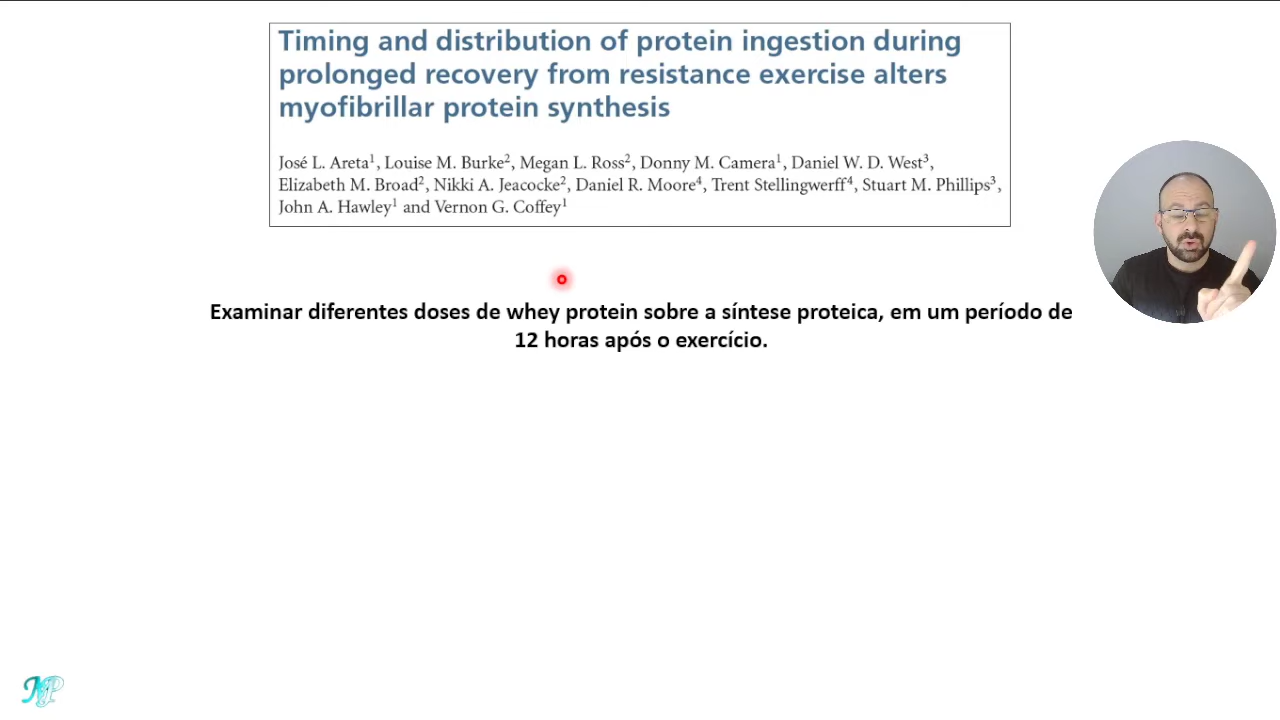 Timing and distribution of protein ingestion during
prolonged recovery from resistance exercise alters
myofibrillar protein synthesis
José L. Areta¹, Louise M. Burke², Megan L. Ross², Donny M. Camera¹, Daniel W. D. West³,
Elizabeth M. Broad², Nikki A. Jeacocke², Daniel R. Moore⁴, Trent Stellingwerff⁴, Stuart M. Phillips³,
John A. Hawley¹ and Vernon G. Coffey¹
Examinar diferentes doses de whey protein sobre a síntese proteica, em um período de
12 horas após o exercício.